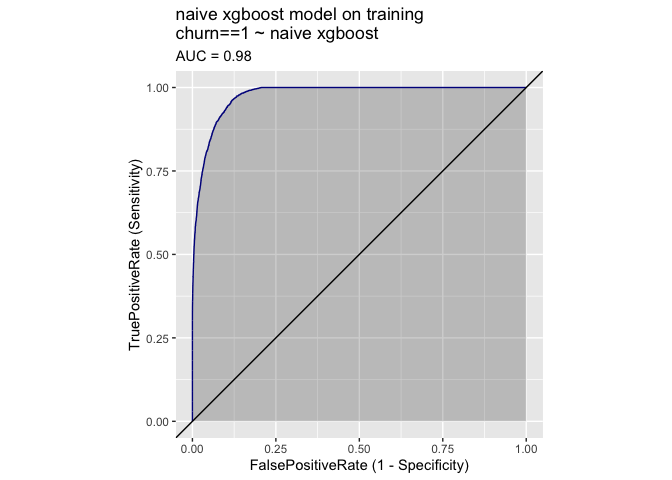 naive xgboost model on training
churn==1 ~ naive xgboost
AUC = 0.98
1.00
0.75
0.50
0.25
0.00
TruePositiveRate (Sensitivity)
0.00 0.25 0.50 0.75 1.00
FalsePositiveRate (1 - Specificity)